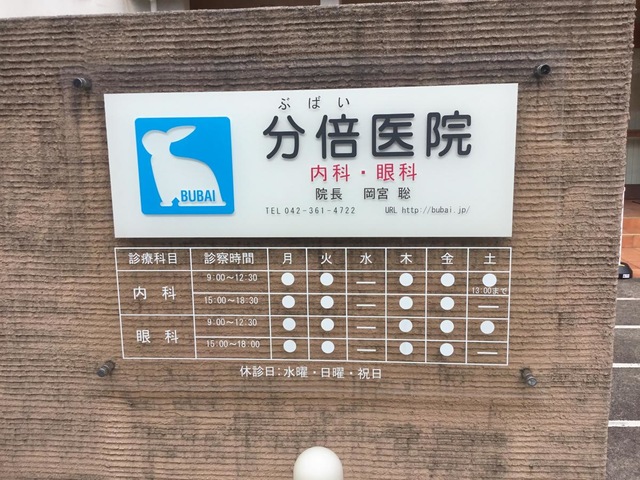 ぶばい
分倍医院
内科・眼科
院長 岡宮 聡
TEL 042-361-4722 URL http://bubai.jp/
BUBAI
診療科目 診察時間 月 火 水 木 金 土
内科 9:00～12:30 ● ● — ● ● ● 13:00まで
15:00～18:30 ● ● — ● ● —
眼科 9:00～12:30 ● ● — ● ● ●
15:00～18:00 ● ● — ● ● —
休診日:水曜・日曜・祝日